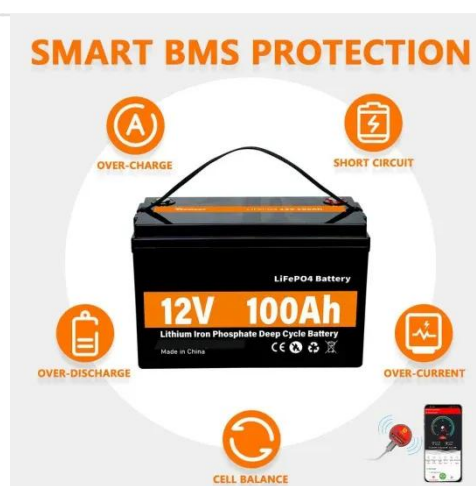 SMART BMS PROTECTION
OVER-CHARGE
SHORT CIRCUIT
LiFePO4 Battery
12V 100Ah
Lithium Iron Phosphate Deep Cycle Battery
Made in China
CE
OVER-DISCHARGE
OVER-CURRENT
CELL BALANCE